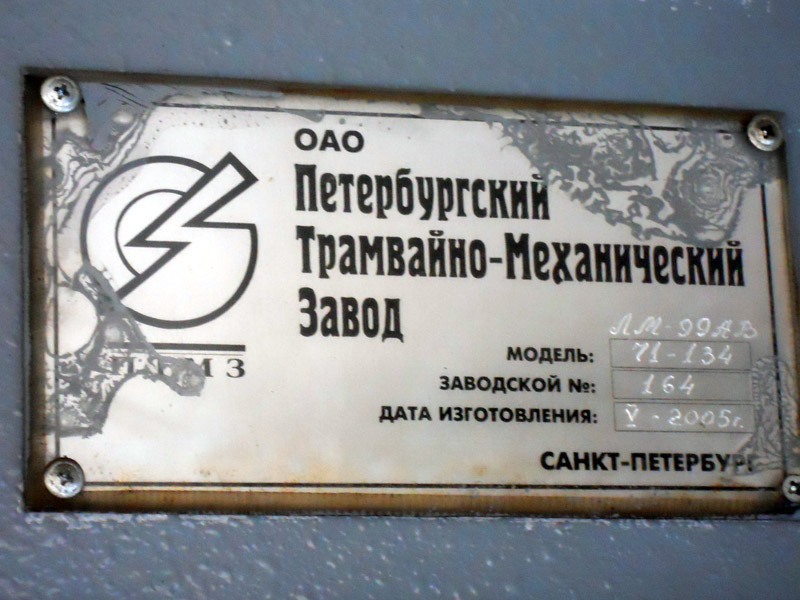 ОАО
Петербургский
Трамвайно-Механический
Завод
ЛМ-99АВ
МОДЕЛЬ: 71-134
ЗАВОДСКОЙ №: 164
ДАТА ИЗГОТОВЛЕНИЯ: V-2005г.
САНКТ-ПЕТЕРБУРГ